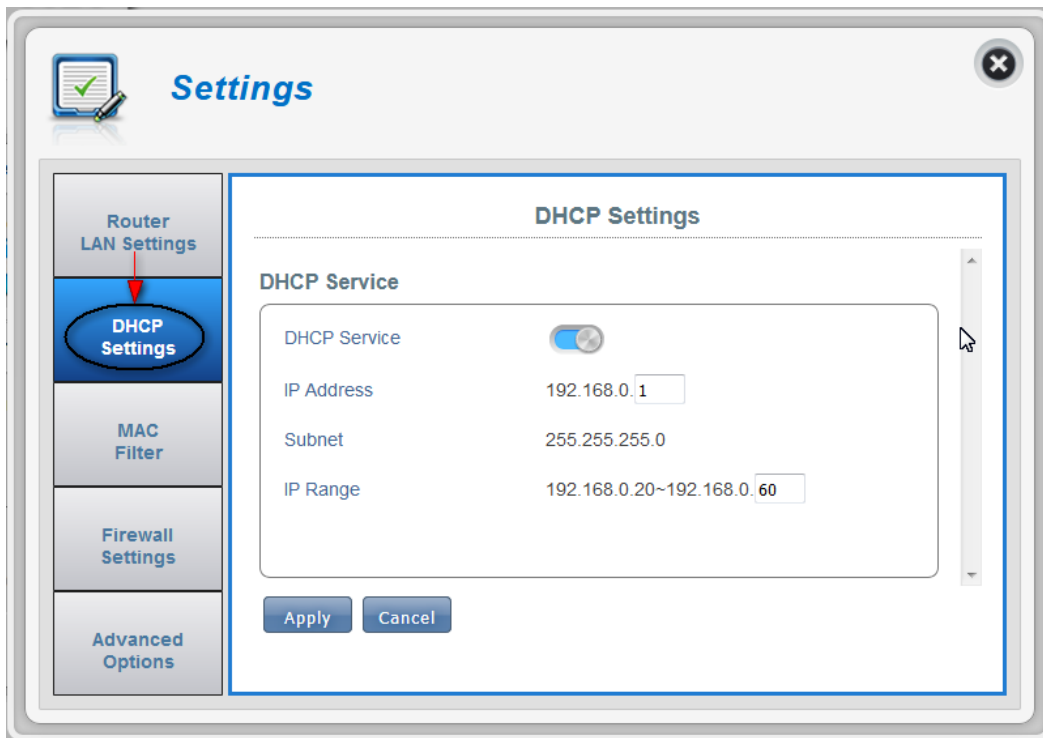 Settings
Router
LAN Settings
DHCP
Settings
MAC
Filter
Firewall
Settings
Advanced
Options
DHCP Settings
DHCP Service
DHCP Service
IP Address 192.168.0. 1
Subnet 255.255.255.0
IP Range 192.168.0.20~192.168.0. 60
Apply Cancel